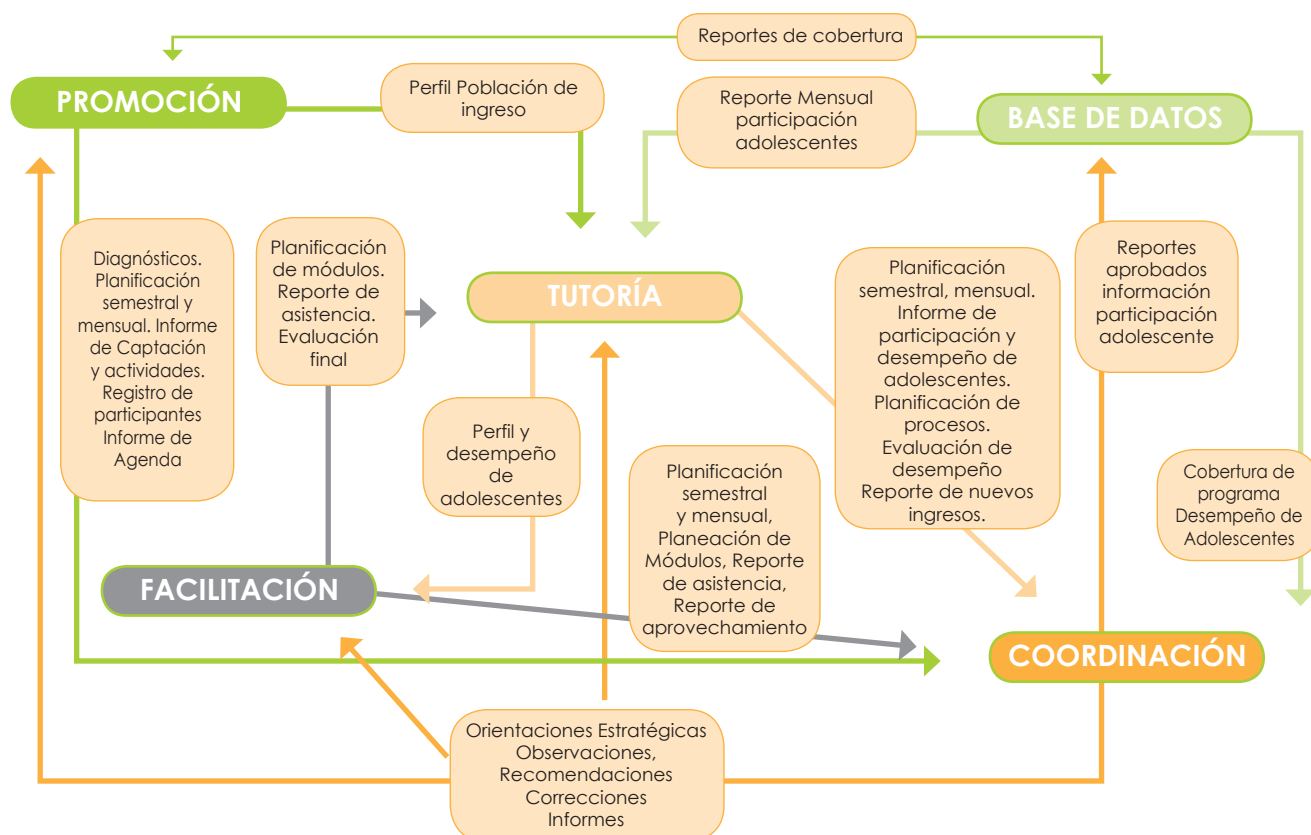 Reportes de cobertura
PROMOCIÓN
Perfil Población de
ingreso
Reporte Mensual
participación
adolescentes
BASE DE DATOS
Diagnósticos.
Planificación
semestral y
mensual. Informe
de Captación
y actividades.
Registro de
participantes
Informe de
Agenda
Planificación
de módulos.
Reporte de
asistencia.
Evaluación
final
TUTORÍA
Planificación
semestral, mensual.
Informe de
participación y
desempeño de
adolescentes.
Planificación de
procesos.
Evaluación de
desempeño
Reporte de nuevos
ingresos.
Reportes
aprobados
información
participación
adolescente
Perfil y
desempeño
de
adolescentes
Planificación
semestral
y mensual,
Planeación de
Módulos, Reporte
de asistencia,
Reporte de
aprovechamiento
Cobertura de
programa
Desempeño de
Adolescentes
FACILITACIÓN
COORDINACIÓN
Orientaciones Estratégicas
Observaciones,
Recomendaciones
Correcciones
Informes